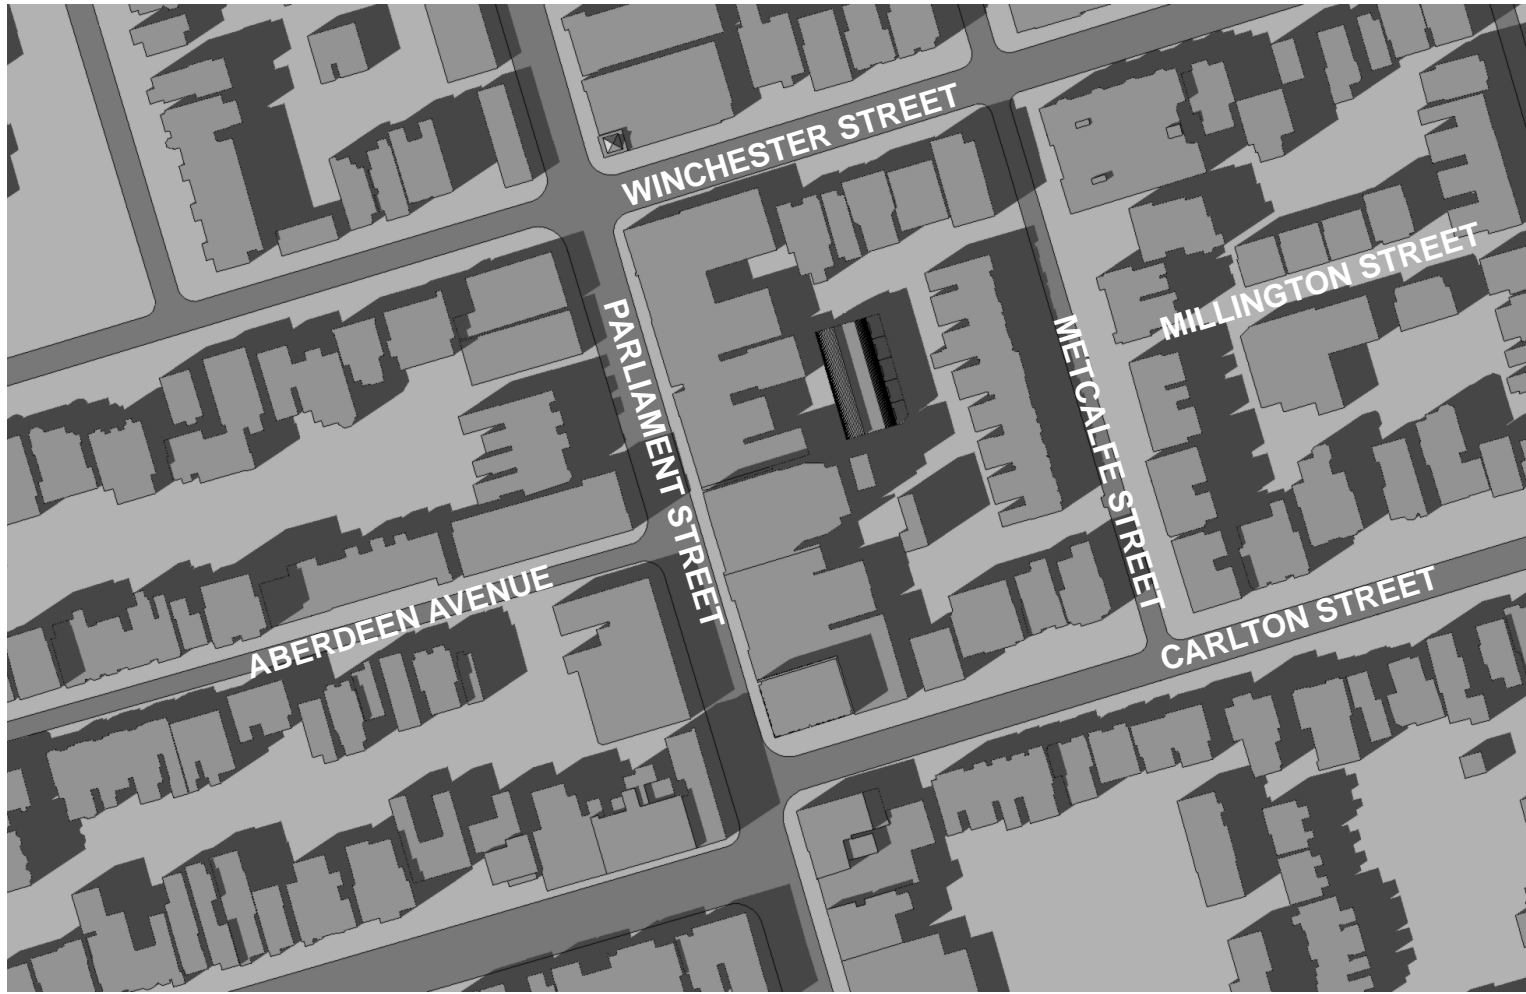 WINCHESTER STREET
MILLINGTON STREET
PARLIAMENT STREET
METCALFE STREET
ABERDEEN AVENUE
CARLTON STREET